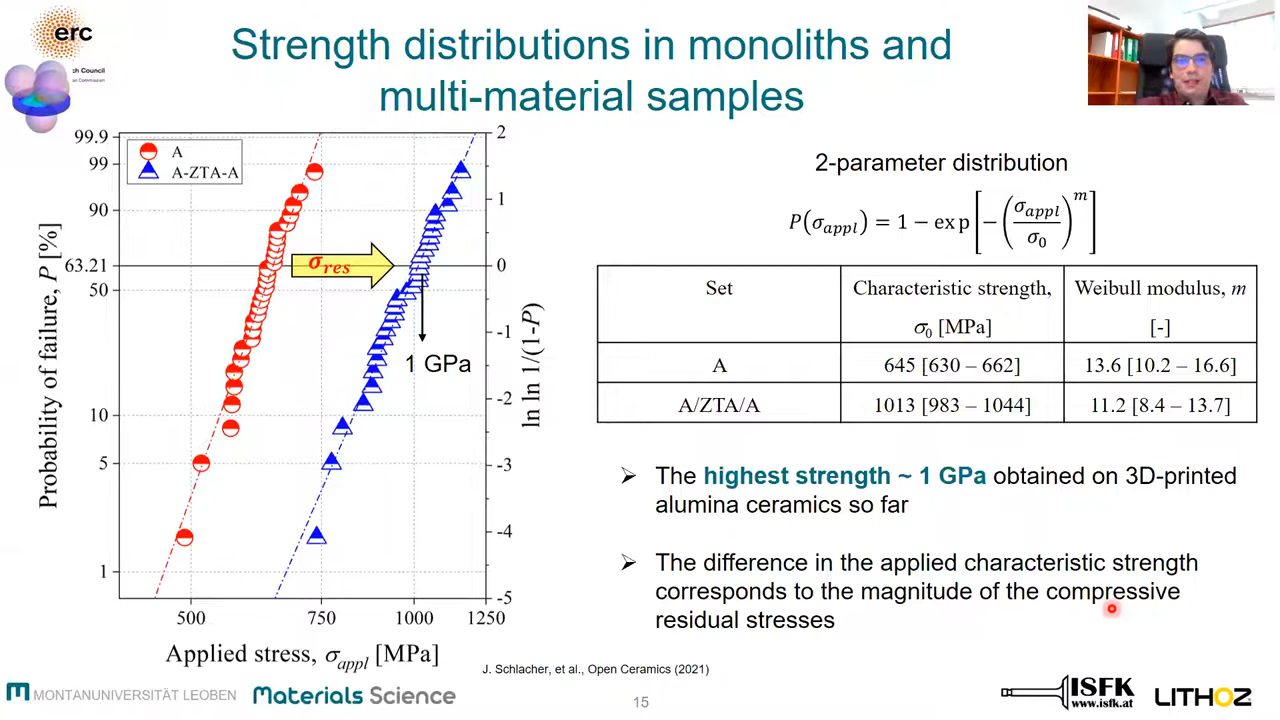 erc
ch Council
an Commission
Strength distributions in monoliths and
multi-material samples
99.9
99
90
63.21
50
10
5
1
Probability of failure, P [%]
A
A-ZTA-A
σres
1 GPa
2
1
0
-1
-2
-3
-4
-5
ln ln 1/(1-P)
500
750
1000
1250
Applied stress, σappl [MPa]
2-parameter distribution
P(σappl) = 1 − exp[−(σappl/σ0)^m]
Set
Characteristic strength,
σ0 [MPa]
Weibull modulus, m
[-]
A
645 [630 – 662]
13.6 [10.2 – 16.6]
A/ZTA/A
1013 [983 – 1044]
11.2 [8.4 – 13.7]
➢ The highest strength ~ 1 GPa obtained on 3D-printed
alumina ceramics so far
➢ The difference in the applied characteristic strength
corresponds to the magnitude of the compressive
residual stresses
J. Schlacher, et al., Open Ceramics (2021)
MONTANUNIVERSITÄT LEOBEN
Materials Science
15
ISFK
www.isfk.at
LITHOZ